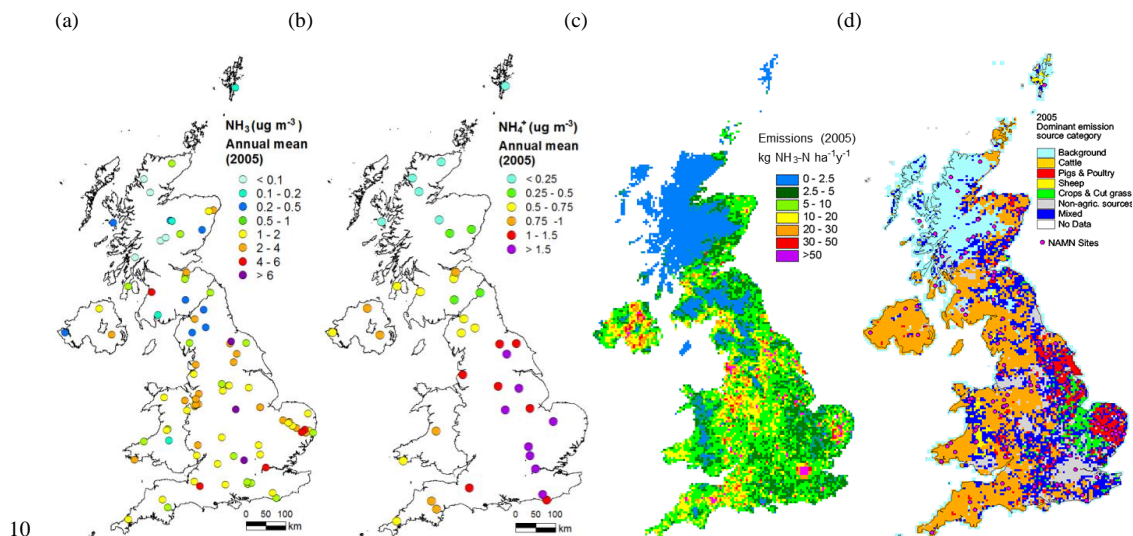 (a)
(b)
(c)
(d)
NH3 (ug m-3)
Annual mean
(2005)
< 0.1
0.1 - 0.2
0.2 - 0.5
0.5 - 1
1 - 2
2 - 4
4 - 6
> 6
0 50 100
km
NH4+ (ug m-3)
Annual mean
(2005)
< 0.25
0.25 - 0.5
0.5 - 0.75
0.75 -1
1 - 1.5
> 1.5
0 50 100
km
Emissions (2005)
kg NH3-N ha-1y-1
0 - 2.5
2.5 - 5
5 - 10
10 - 20
20 - 30
30 - 50
>50
2005
Dominant emission
source category
Background
Cattle
Pigs & Poultry
Sheep
Crops & Cut grass
Non-agric. sources
Mixed
No Data
NAMN Sites
10